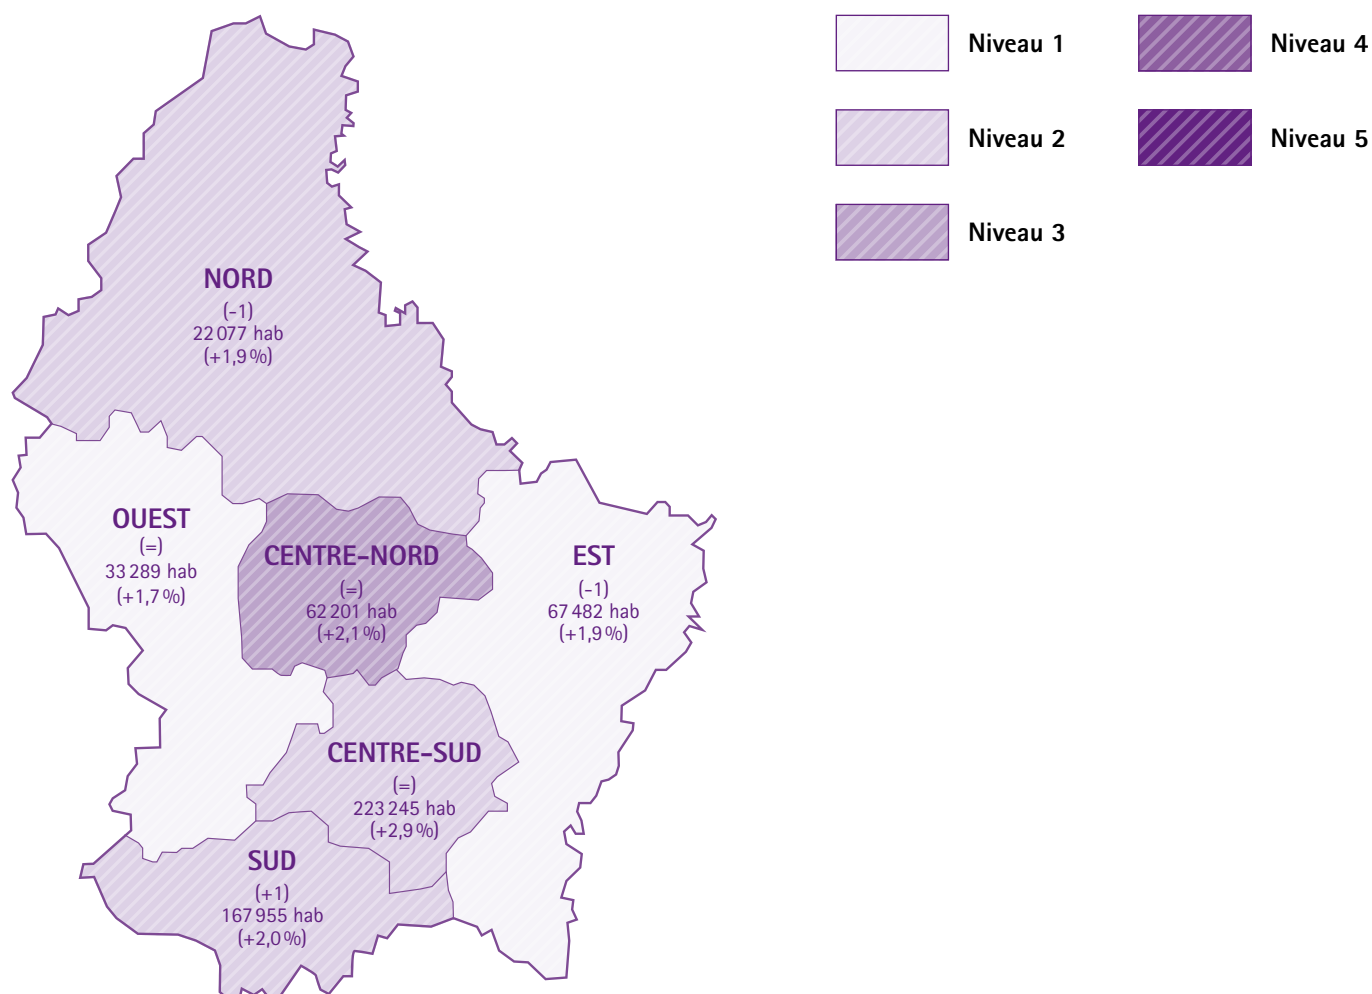 Niveau 1
Niveau 4
Niveau 2
Niveau 5
Niveau 3
NORD
(-1)
22 077 hab
(+1,9 %)
OUEST
(=)
33 289 hab
(+1,7 %)
CENTRE-NORD
(=)
62 201 hab
(+2,1 %)
EST
(-1)
67 482 hab
(+1,9 %)
CENTRE-SUD
(=)
223 245 hab
(+2,9 %)
SUD
(+1)
167 955 hab
(+2,0 %)